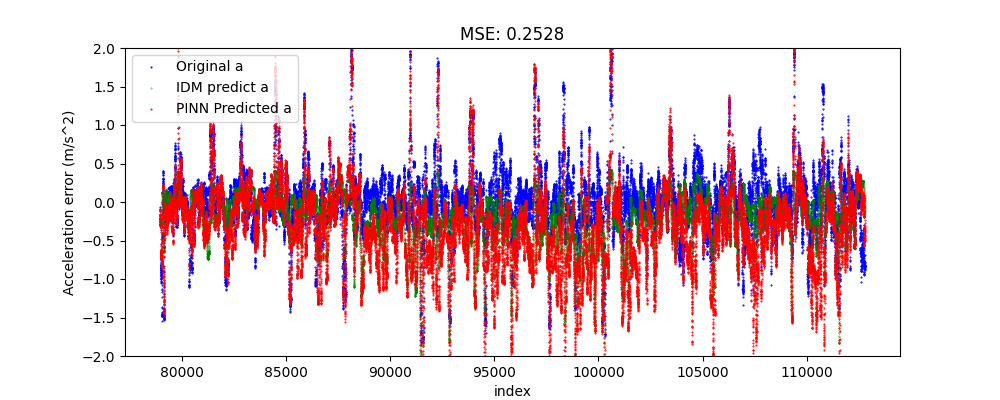 MSE: 0.2528
Acceleration error (m/s^2)
2.0
1.5
1.0
0.5
0.0
−0.5
−1.0
−1.5
−2.0
Original a
IDM predict a
PINN Predicted a
80000 85000 90000 95000 100000 105000 110000
index